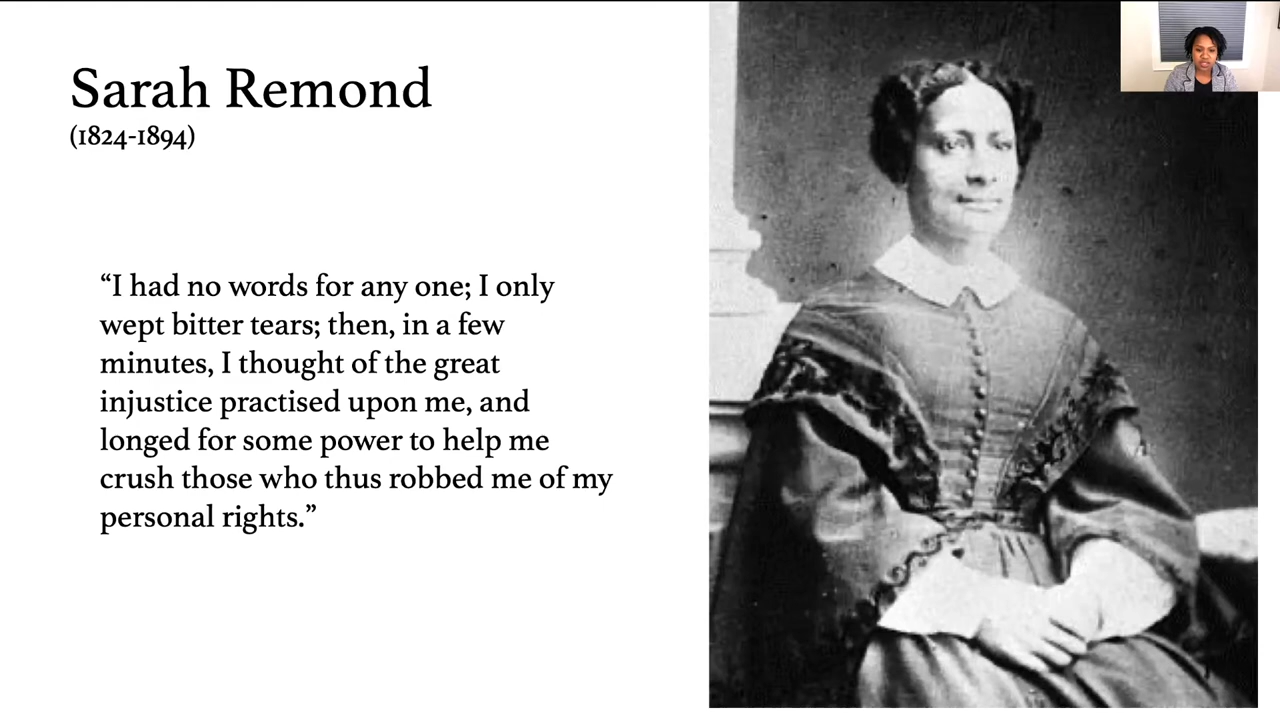 Sarah Remond
(1824-1894)
“I had no words for any one; I only
wept bitter tears; then, in a few
minutes, I thought of the great
injustice practised upon me, and
longed for some power to help me
crush those who thus robbed me of my
personal rights.”